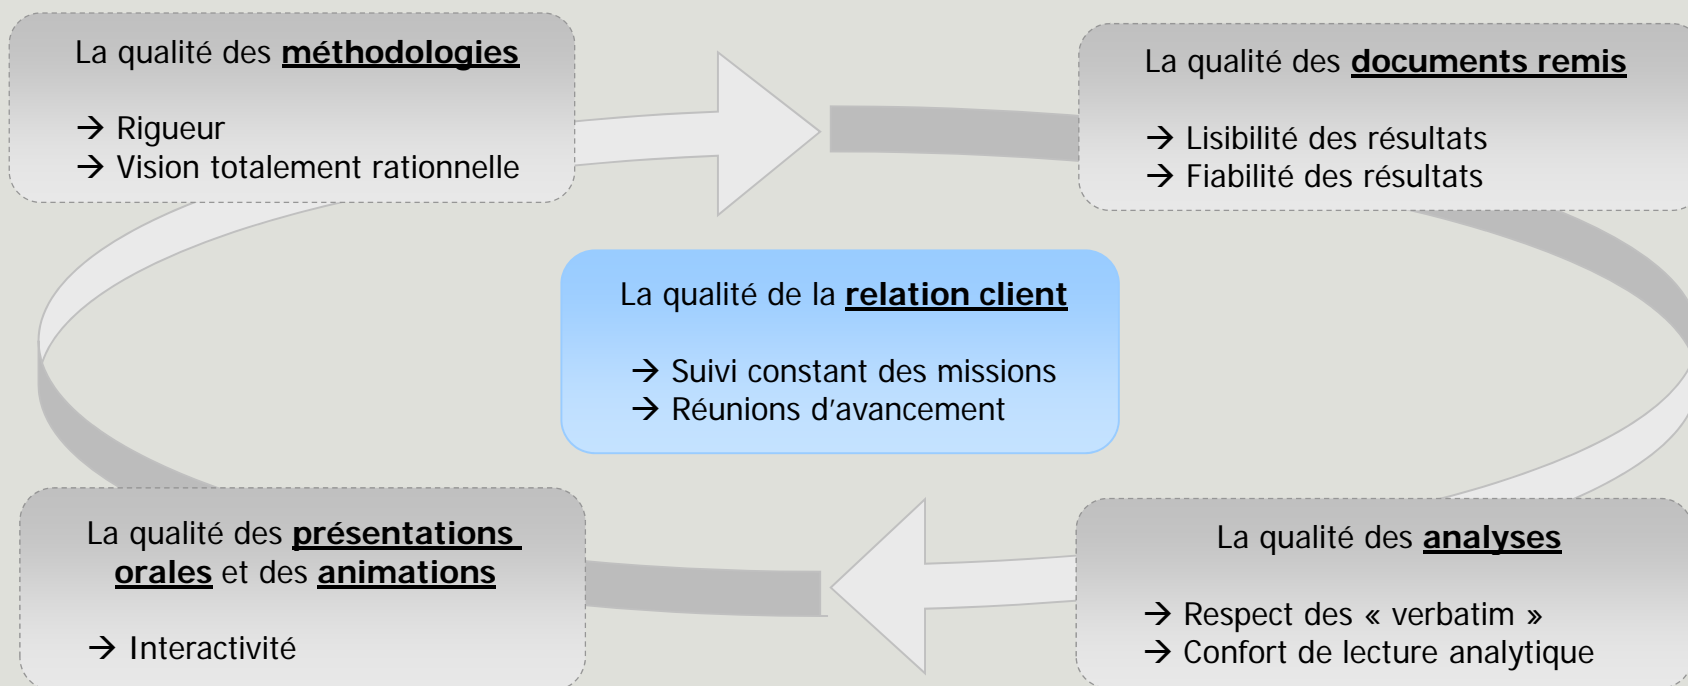 La qualité des méthodologies
→ Rigueur
→ Vision totalement rationnelle
La qualité des documents remis
→ Lisibilité des résultats
→ Fiabilité des résultats
La qualité de la relation client
→ Suivi constant des missions
→ Réunions d'avancement
La qualité des présentations
orales et des animations
→ Interactivité
La qualité des analyses
→ Respect des « verbatim »
→ Confort de lecture analytique